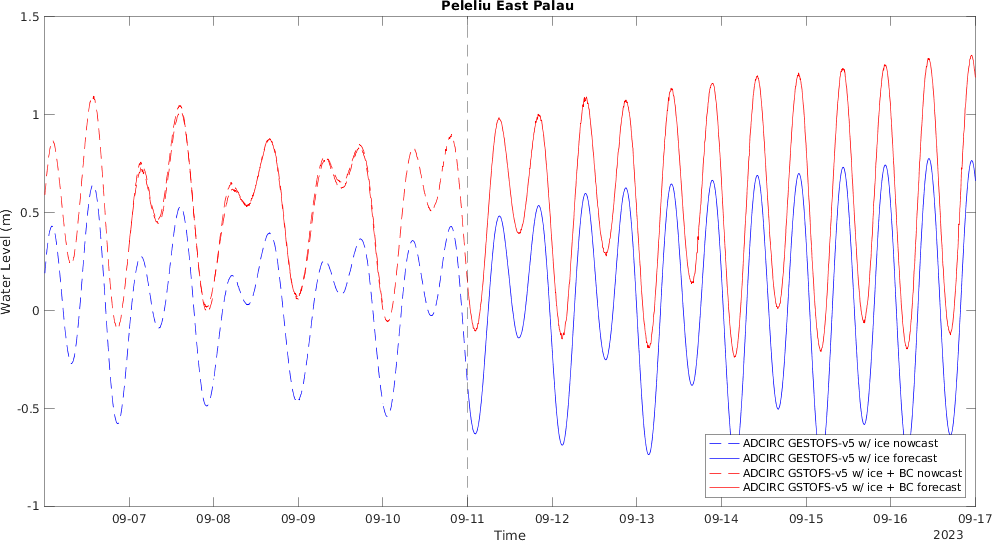 Peleliu East Palau
1.5
1
0.5
0
-0.5
-1
Water Level (m)
09-07 09-08 09-09 09-10 09-11 09-12 09-13 09-14 09-15 09-16 09-17
Time
2023
ADCIRC GESTOFS-v5 w/ ice nowcast
ADCIRC GESTOFS-v5 w/ ice forecast
ADCIRC GSTOFS-v5 w/ ice + BC nowcast
ADCIRC GSTOFS-v5 w/ ice + BC forecast